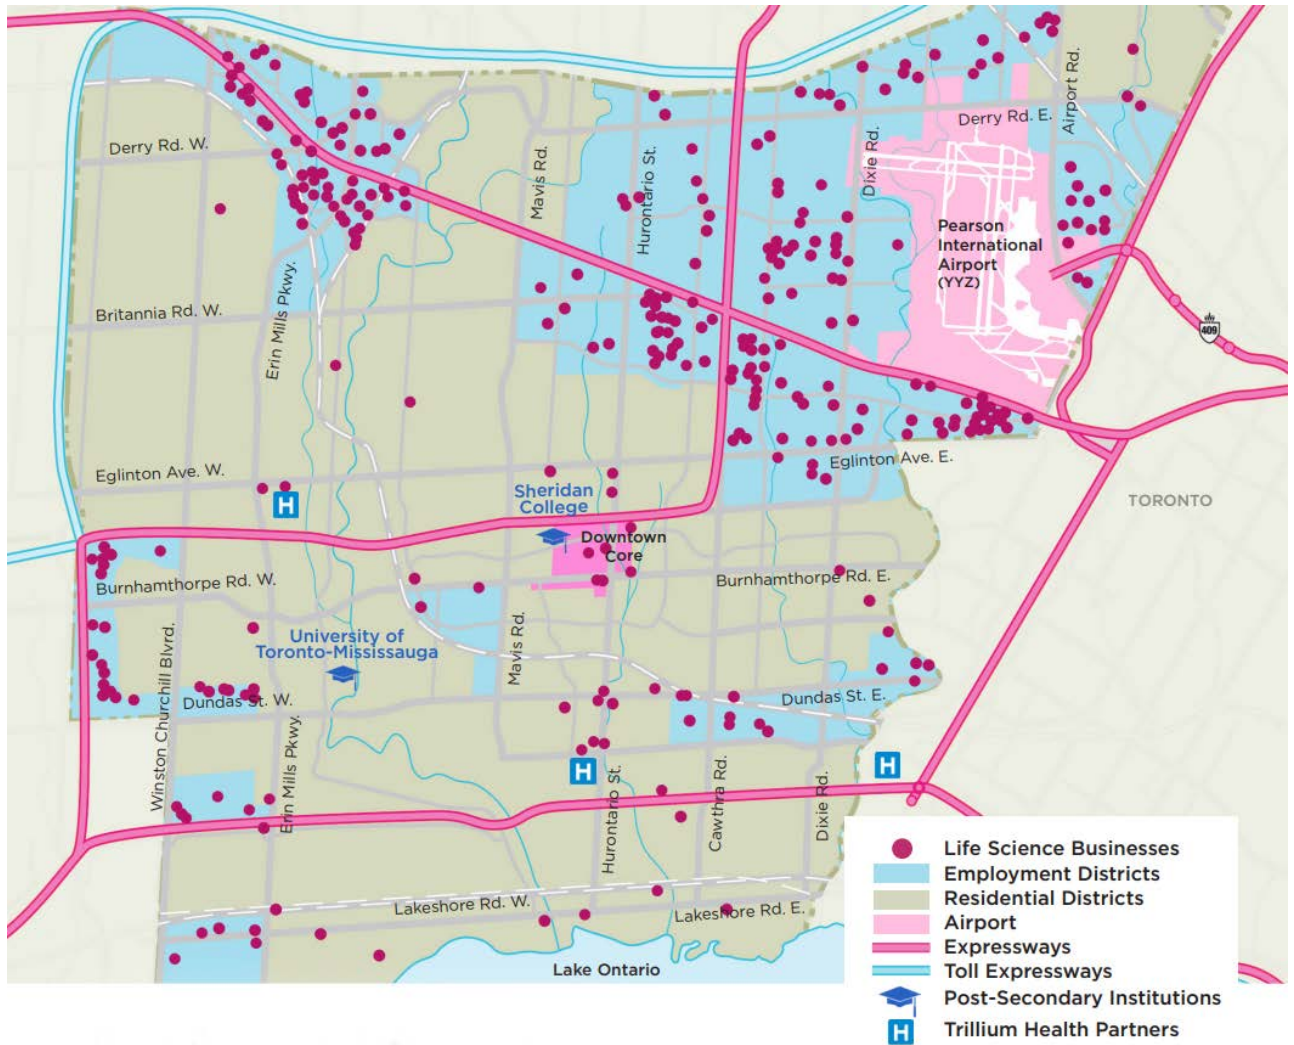 Airport Rd.
Derry Rd. E.
Derry Rd. W.
Dixie Rd.
Mavis Rd.
Hurontario St.
Pearson
International
Airport
(YYZ)
Erin Mills Pkwy.
Britannia Rd. W.
409
Eglinton Ave. W.
Eglinton Ave. E.
H
Sheridan
College
TORONTO
Downtown
Core
Burnhamthorpe Rd. W.
Burnhamthorpe Rd. E.
University of
Toronto-Mississauga
Mavis Rd.
Winston Churchill Blvrd.
Dundas St. W.
Dundas St. E.
Erin Mills Pkwy.
H
H
Hurontario St.
Cawthra Rd.
Dixie Rd.
Lakeshore Rd. W.
Lakeshore Rd. E.
Lake Ontario
Life Science Businesses
Employment Districts
Residential Districts
Airport
Expressways
Toll Expressways
Post-Secondary Institutions
H Trillium Health Partners